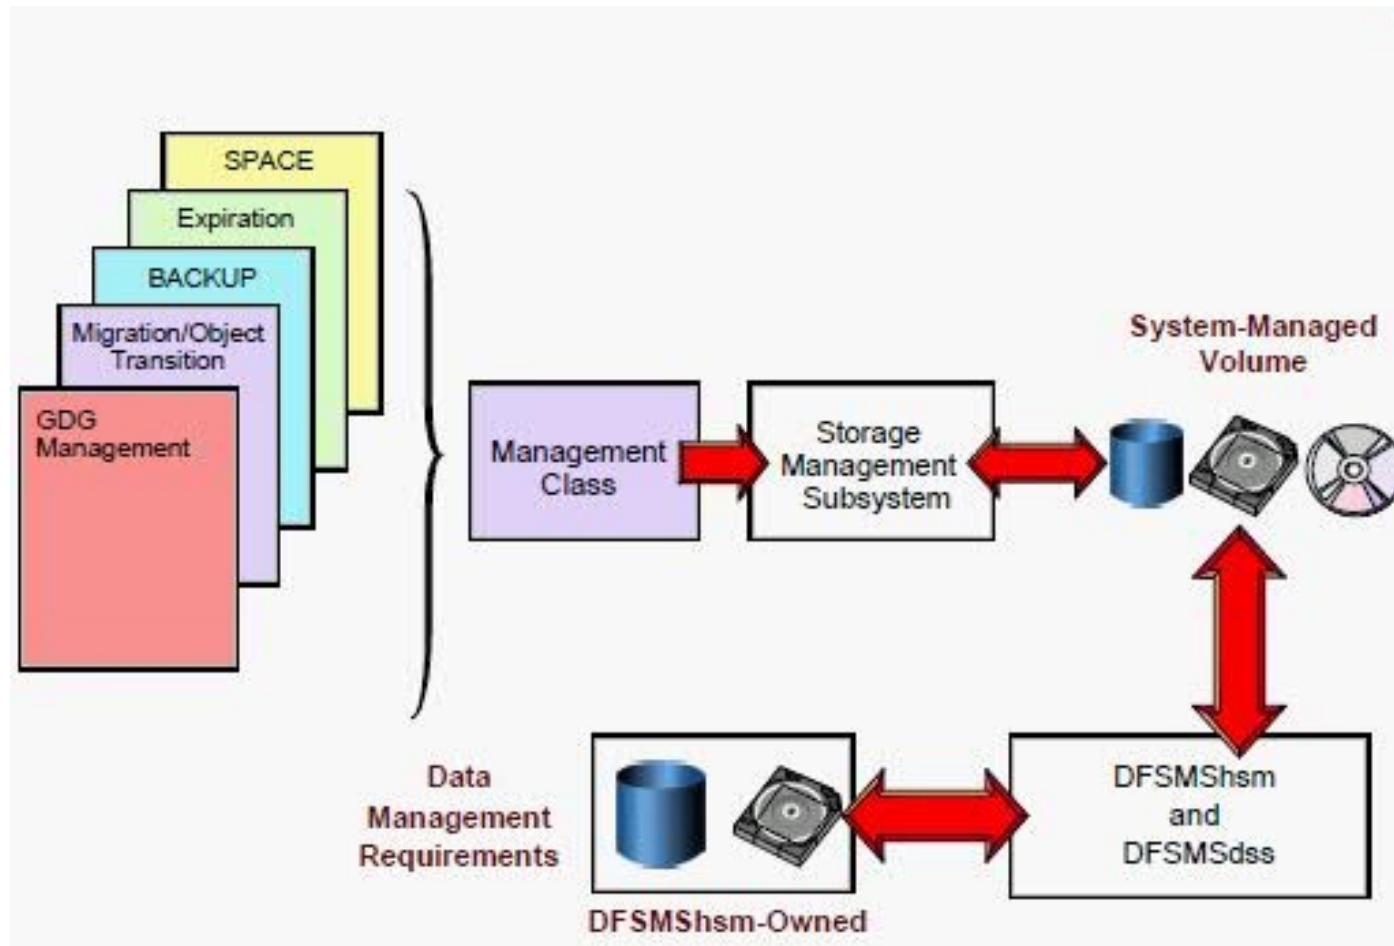 SPACE
Expiration
BACKUP
Migration/Object
Transition
GDG
Management
Management
Class
Storage
Management
Subsystem
System-Managed
Volume
Data
Management
Requirements
DFSMShsm-Owned
DFSMShsm
and
DFSMSdss